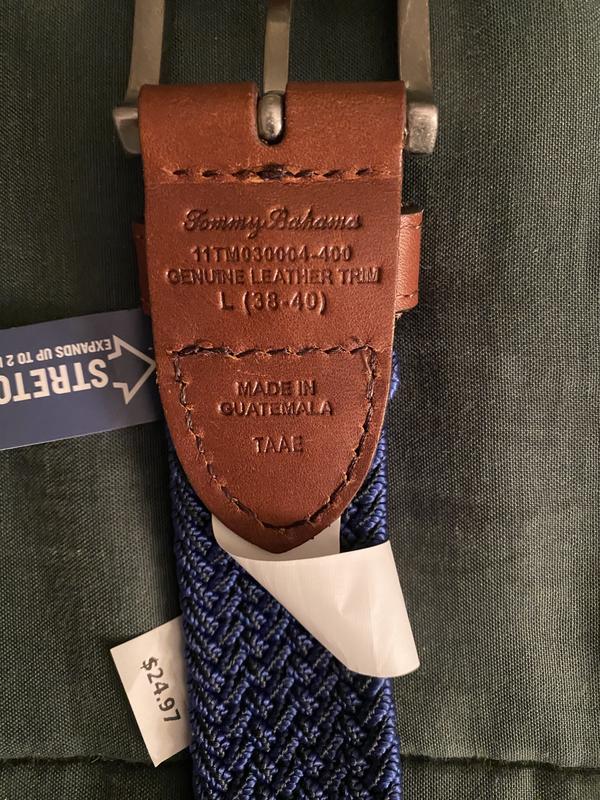 Tommy Bahama
11TM030004-400
GENUINE LEATHER TRIM
L (38-40)
MADE IN
GUATEMALA
TAAE
EXPANDS UP TO 2
$24.97